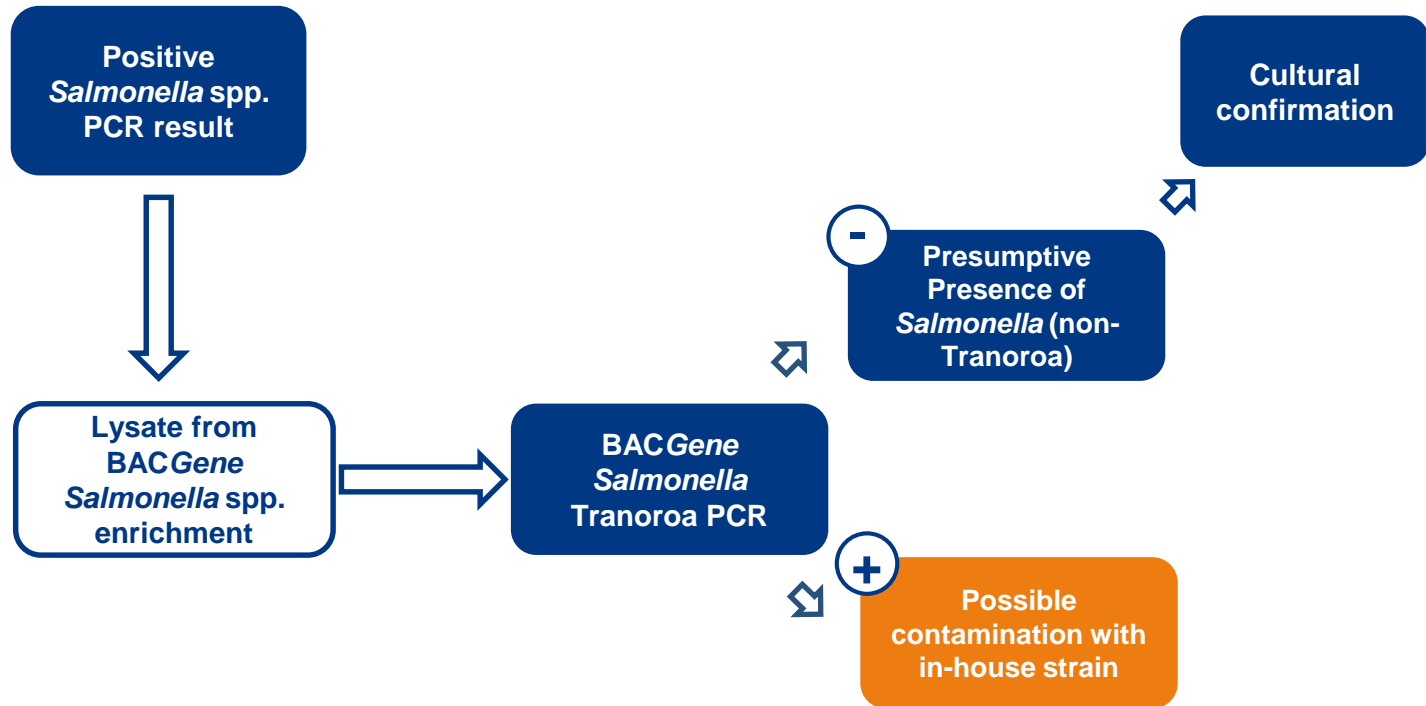 Positive
Salmonella spp.
PCR result
Lysate from
BACGene
Salmonella spp.
enrichment
BACGene
Salmonella
Tranoroa PCR
-
Presumptive
Presence of
Salmonella (non-
Tranoroa)
Cultural
confirmation
+
Possible
contamination with
in-house strain